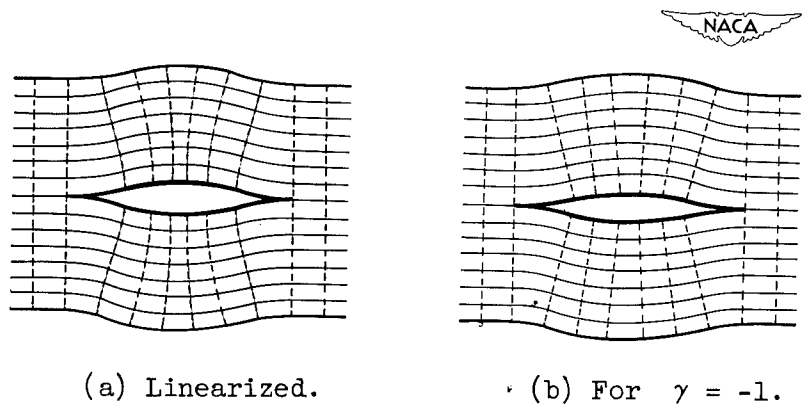 NACA
(a) Linearized.
(b) For γ = -1.